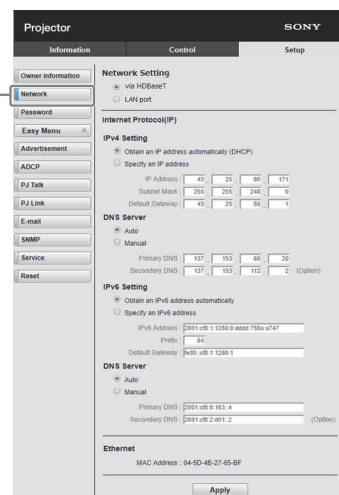 Projector
SONY
Information
Control
Setup
Owner information
Network
Password
Easy Menu
Advertisement
ADCP
PJ Talk
PJ Link
E-mail
SNMP
Service
Reset
Network Setting
via HDBaseT
LAN port
Internet Protocol(IP)
IPv4 Setting
Obtain an IP address automatically (DHCP)
Specify an IP address
IP Address : 43 25 90 171
Subnet Mask : 255 255 248 0
Default Gateway : 43 25 88 1
DNS Server
Auto
Manual
Primary DNS : 137 153 66 28
Secondary DNS : 137 153 112 2 (Option)
IPv6 Setting
Obtain an IPv6 address automatically
Specify an IPv6 address
IPv6 Address : 2001:cf8:1:1280:0:dddd:759a:a747
Prefix : 64
Default Gateway : fe80::cf8:1:1280:1
DNS Server
Auto
Manual
Primary DNS : 2001:cf8:0:163::4
Secondary DNS : 2001:cf8:2:d01::2 (Option)
Ethernet
MAC Address : 04-5D-4B-27-65-BF
Apply